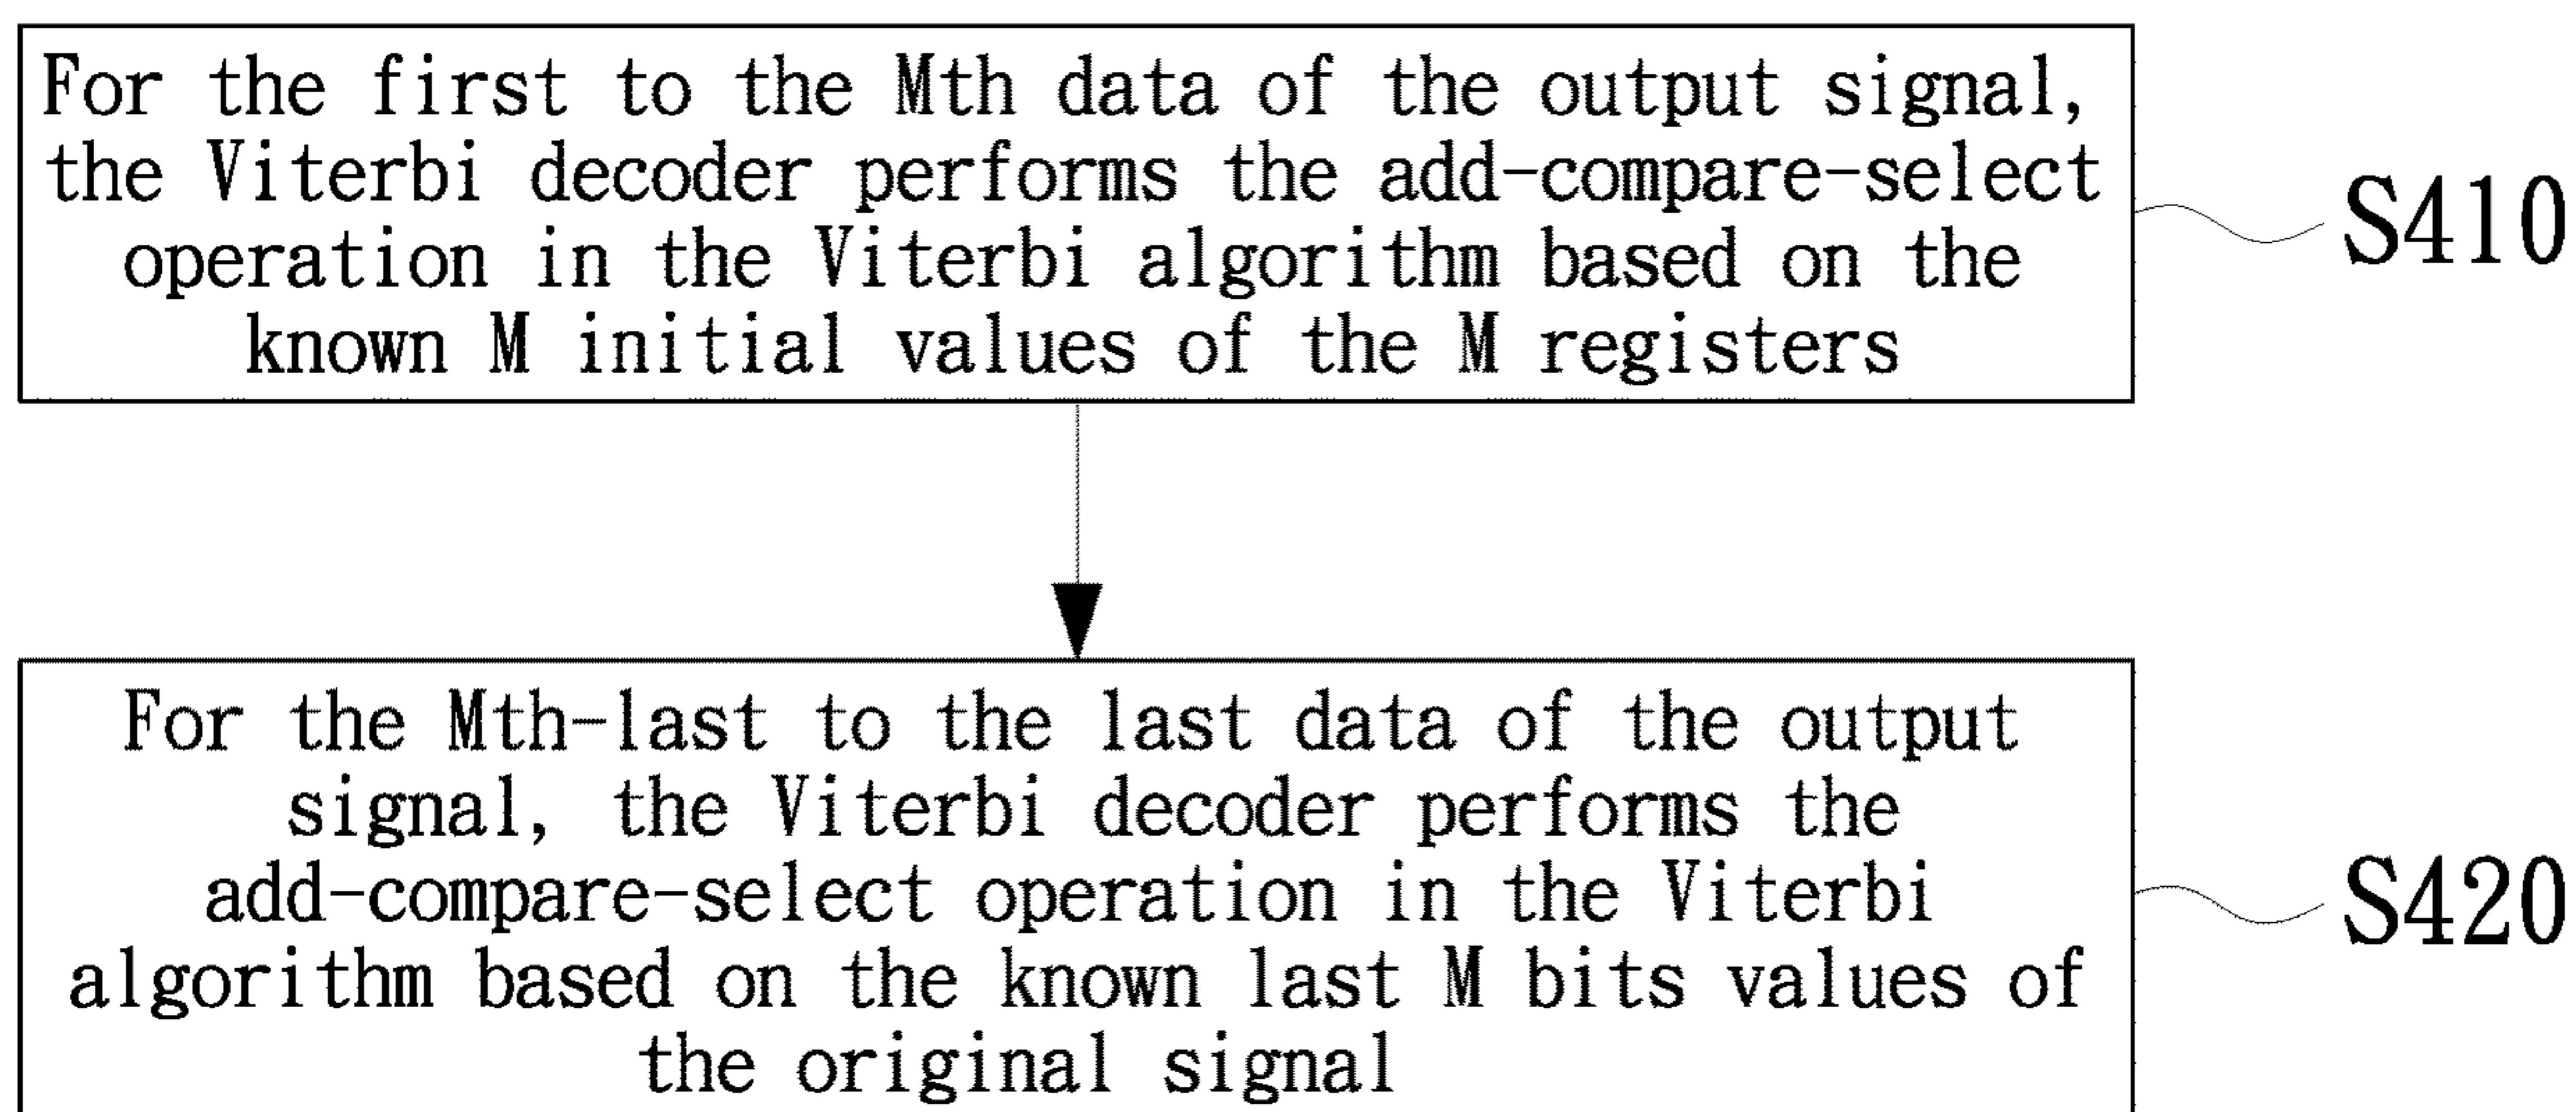 For the first to the Mth data of the output signal,
the Viterbi decoder performs the add-compare-select
operation in the Viterbi algorithm based on the
known M initial values of the M registers
S410
For the Mth-last to the last data of the output
signal, the Viterbi decoder performs the
add-compare-select operation in the Viterbi
algorithm based on the known last M bits values of
the original signal
S420